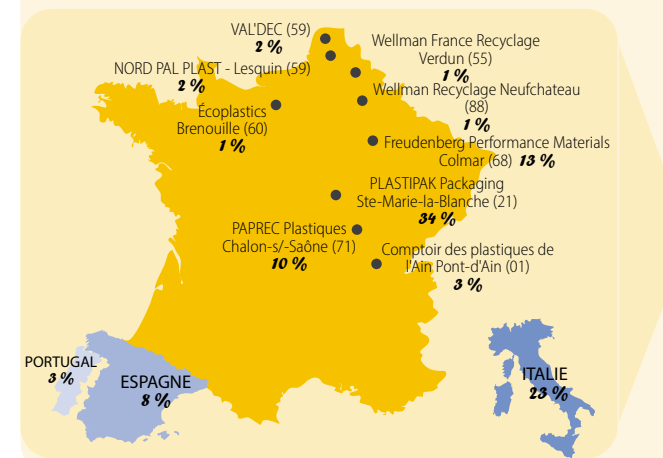 VAL'DEC (59)
2 %
NORD PAL PLAST - Lesquin (59)
2 %
Écoplastics
Brenouille (60)
1 %
Wellman France Recyclage
Verdun (55)
1 %
Wellman Recyclage Neufchateau
(88)
1 %
Freudenberg Performance Materials
Colmar (68) 13 %
PLASTIPAK Packaging
Ste-Marie-la-Blanche (21)
34 %
PAPREC Plastiques
Chalon-s/-Saône (71)
10 %
Comptoir des plastiques de
l'Ain Pont-d'Ain (01)
3 %
PORTUGAL
3 %
ESPAGNE
8 %
ITALIE
23 %